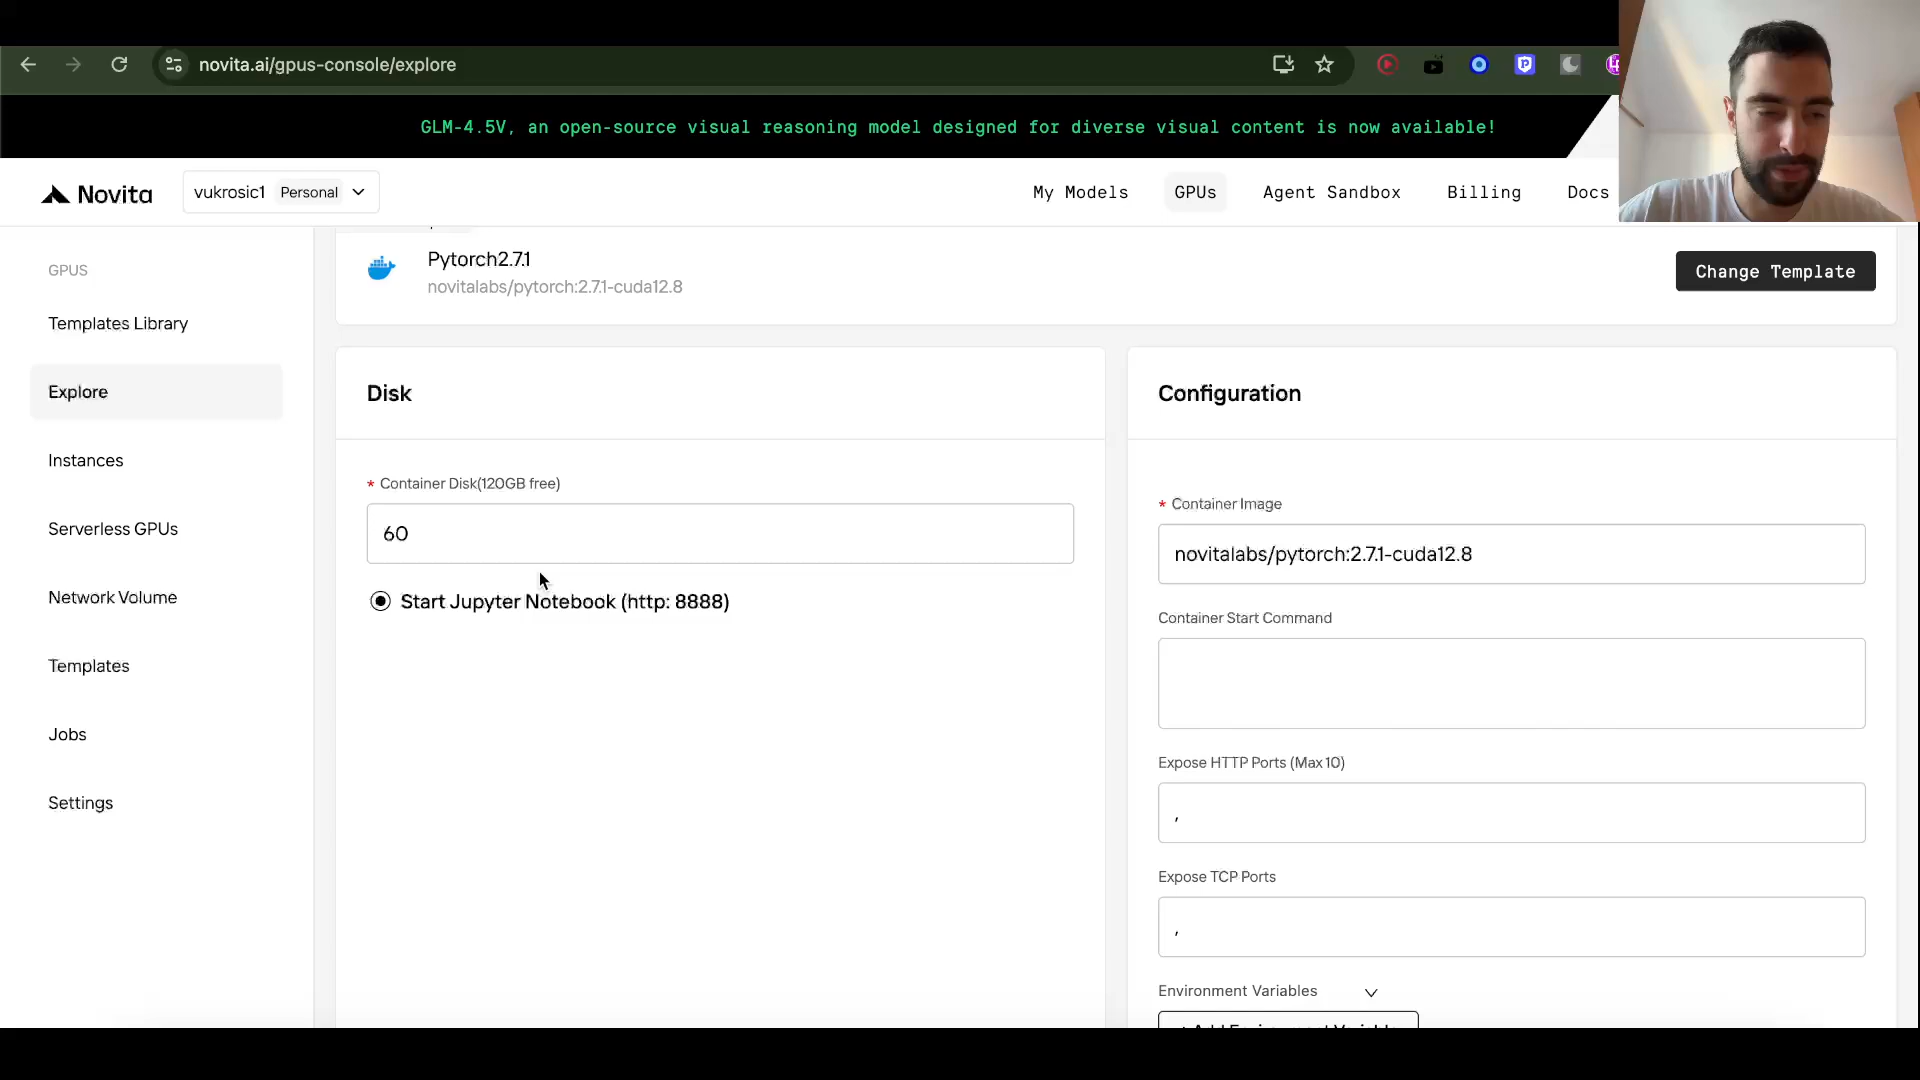 novita.ai/gpus-console/explore
GLM-4.5V, an open-source visual reasoning model designed for diverse visual content is now available!
Novita
vukrosic1 Personal
My Models
GPUs
Agent Sandbox
Billing
Docs
GPUS
Templates Library
Explore
Instances
Serverless GPUs
Network Volume
Templates
Jobs
Settings
Pytorch2.7.1
novitalabs/pytorch:2.7.1-cuda12.8
Change Template
Disk
* Container Disk(120GB free)
60
Start Jupyter Notebook (http: 8888)
Configuration
* Container Image
novitalabs/pytorch:2.7.1-cuda12.8
Container Start Command
Expose HTTP Ports (Max 10)
,
Expose TCP Ports
,
Environment Variables
+ Add Environment Variable